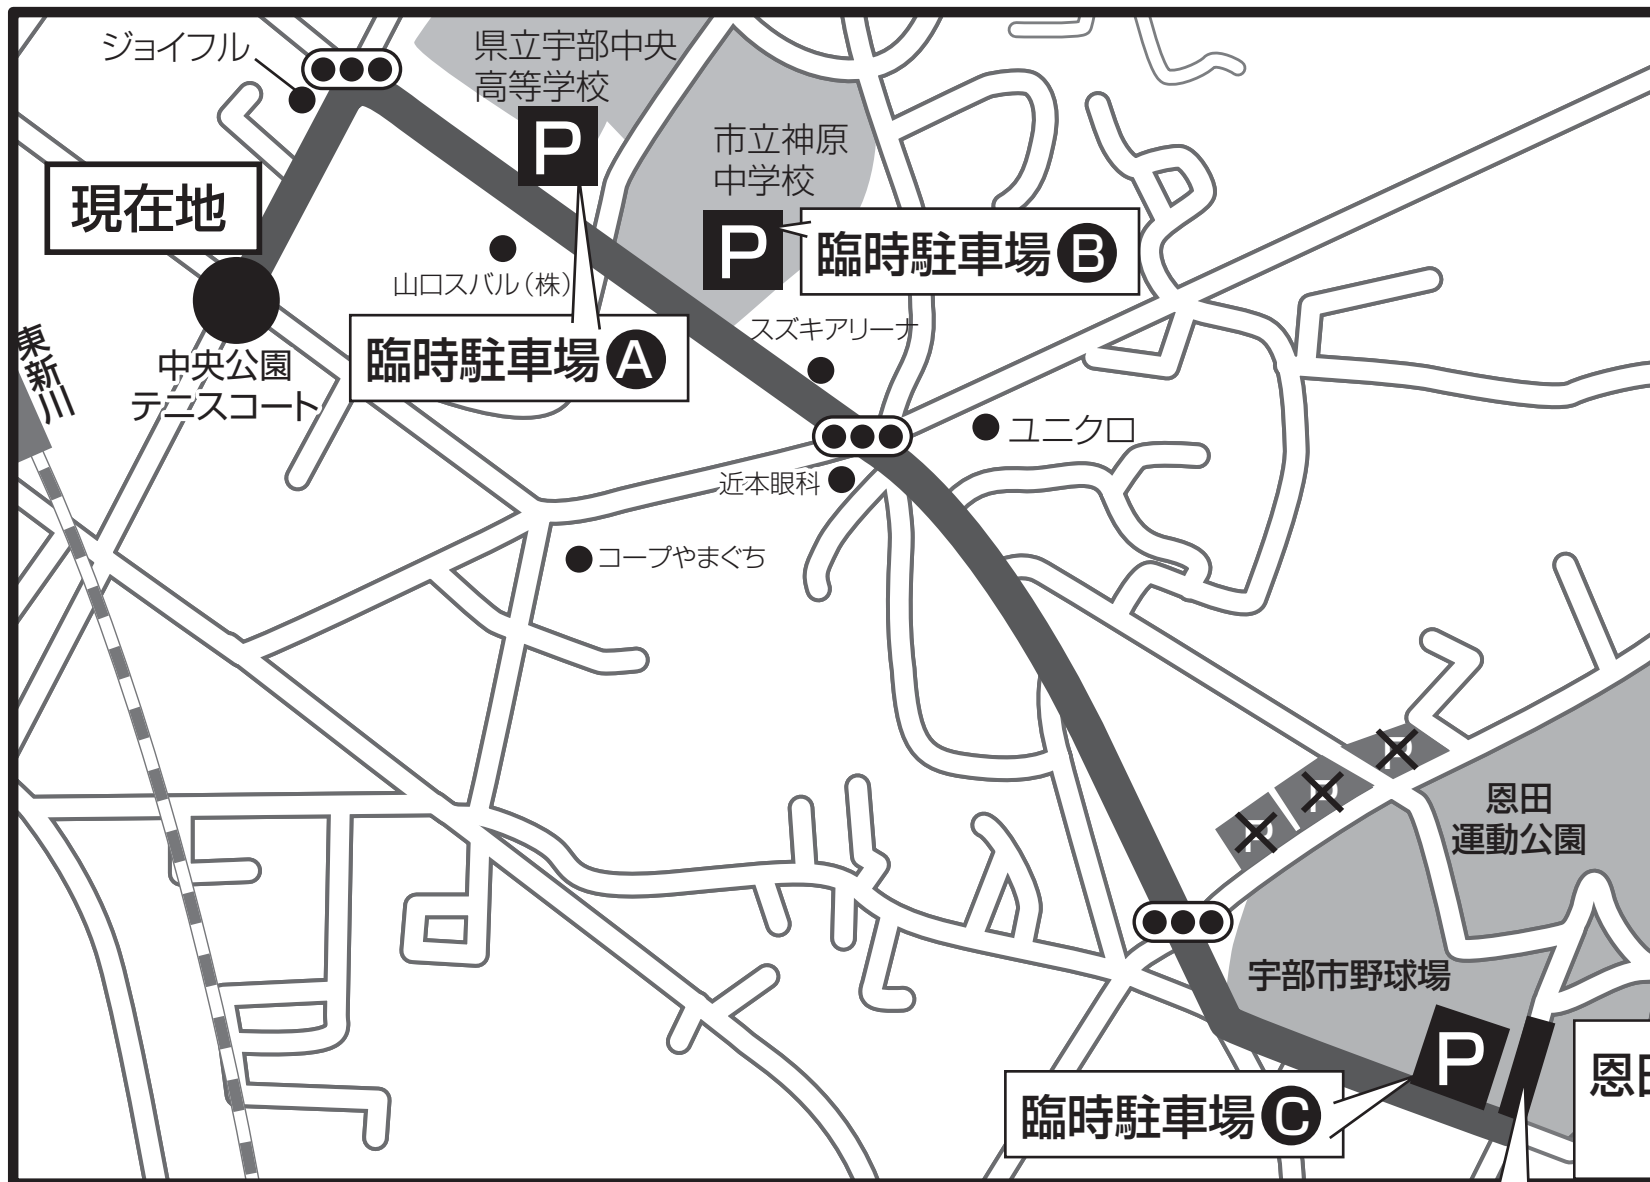 ジョイフル
県立宇部中央
高等学校
P
市立神原
中学校
P
現在地
臨時駐車場B
山口スバル(株)
スズキアリーナ
臨時駐車場A
中央公園
テニスコート
東新川
ユニクロ
近本眼科
コープやまぐち
P
P
P
恩田
運動公園
宇部市野球場
P
恩田
臨時駐車場C